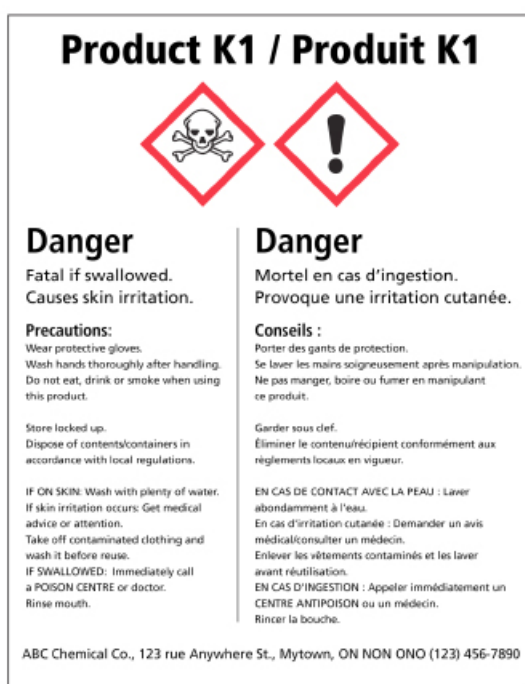 Product K1 / Produit K1
Danger
Fatal if swallowed.
Causes skin irritation.
Precautions:
Wear protective gloves.
Wash hands thoroughly after handling.
Do not eat, drink or smoke when using
this product.
Store locked up.
Dispose of contents/containers in
accordance with local regulations.
IF ON SKIN: Wash with plenty of water.
If skin irritation occurs: Get medical
advice or attention.
Take off contaminated clothing and
wash it before reuse.
IF SWALLOWED: Immediately call
a POISON CENTRE or doctor.
Rinse mouth.
Danger
Mortel en cas d'ingestion.
Provoque une irritation cutanée.
Conseils :
Porter des gants de protection.
Se laver les mains soigneusement après manipulation.
Ne pas manger, boire ou fumer en manipulant
ce produit.
Garder sous clef.
Éliminer le contenu/récipient conformément aux
règlements locaux en vigueur.
EN CAS DE CONTACT AVEC LA PEAU : Laver
abondamment à l'eau.
En cas d'irritation cutanée : Demander un avis
médical/consulter un médecin.
Enlever les vêtements contaminés et les laver
avant réutilisation.
EN CAS D'INGESTION : Appeler immédiatement un
CENTRE ANTIPOISON ou un médecin.
Rincer la bouche.
ABC Chemical Co., 123 rue Anywhere St., Mytown, ON NON ONO (123) 456-7890